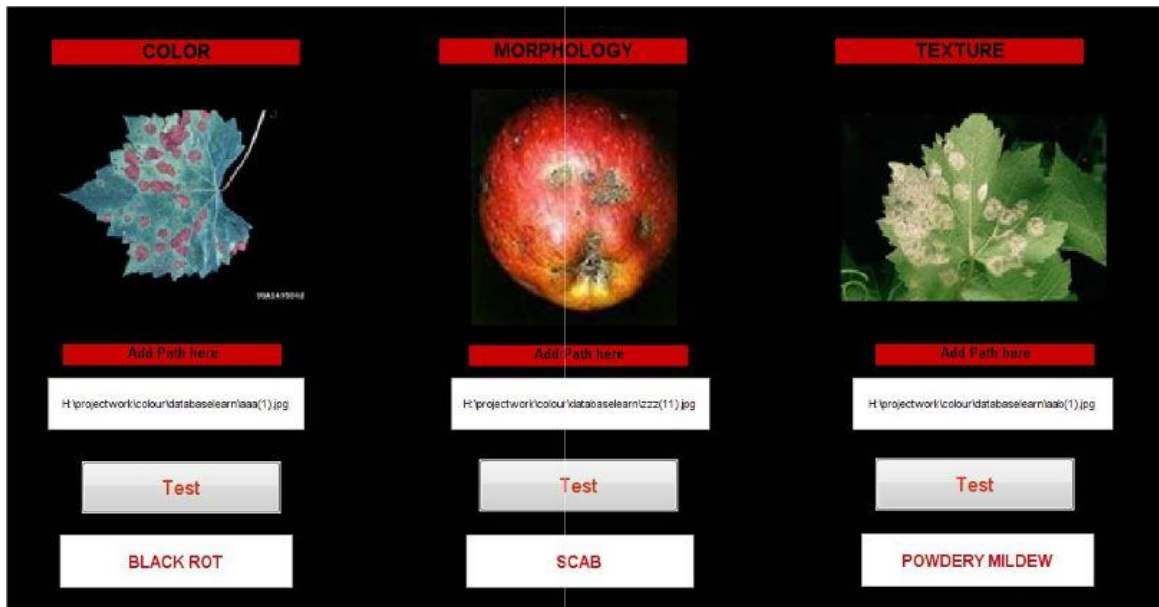 COLOR
MORPHOLOGY
TEXTURE
Add Path here
Add Path here
Add Path here
H:\projectwork\colour\databaselearn\aaa(1).jpg
H:\projectwork\colour\databaselearn\zzz(11).jpg
H:\projectwork\colour\databaselearn\aab(1).jpg
Test
Test
Test
BLACK ROT
SCAB
POWDERY MILDEW